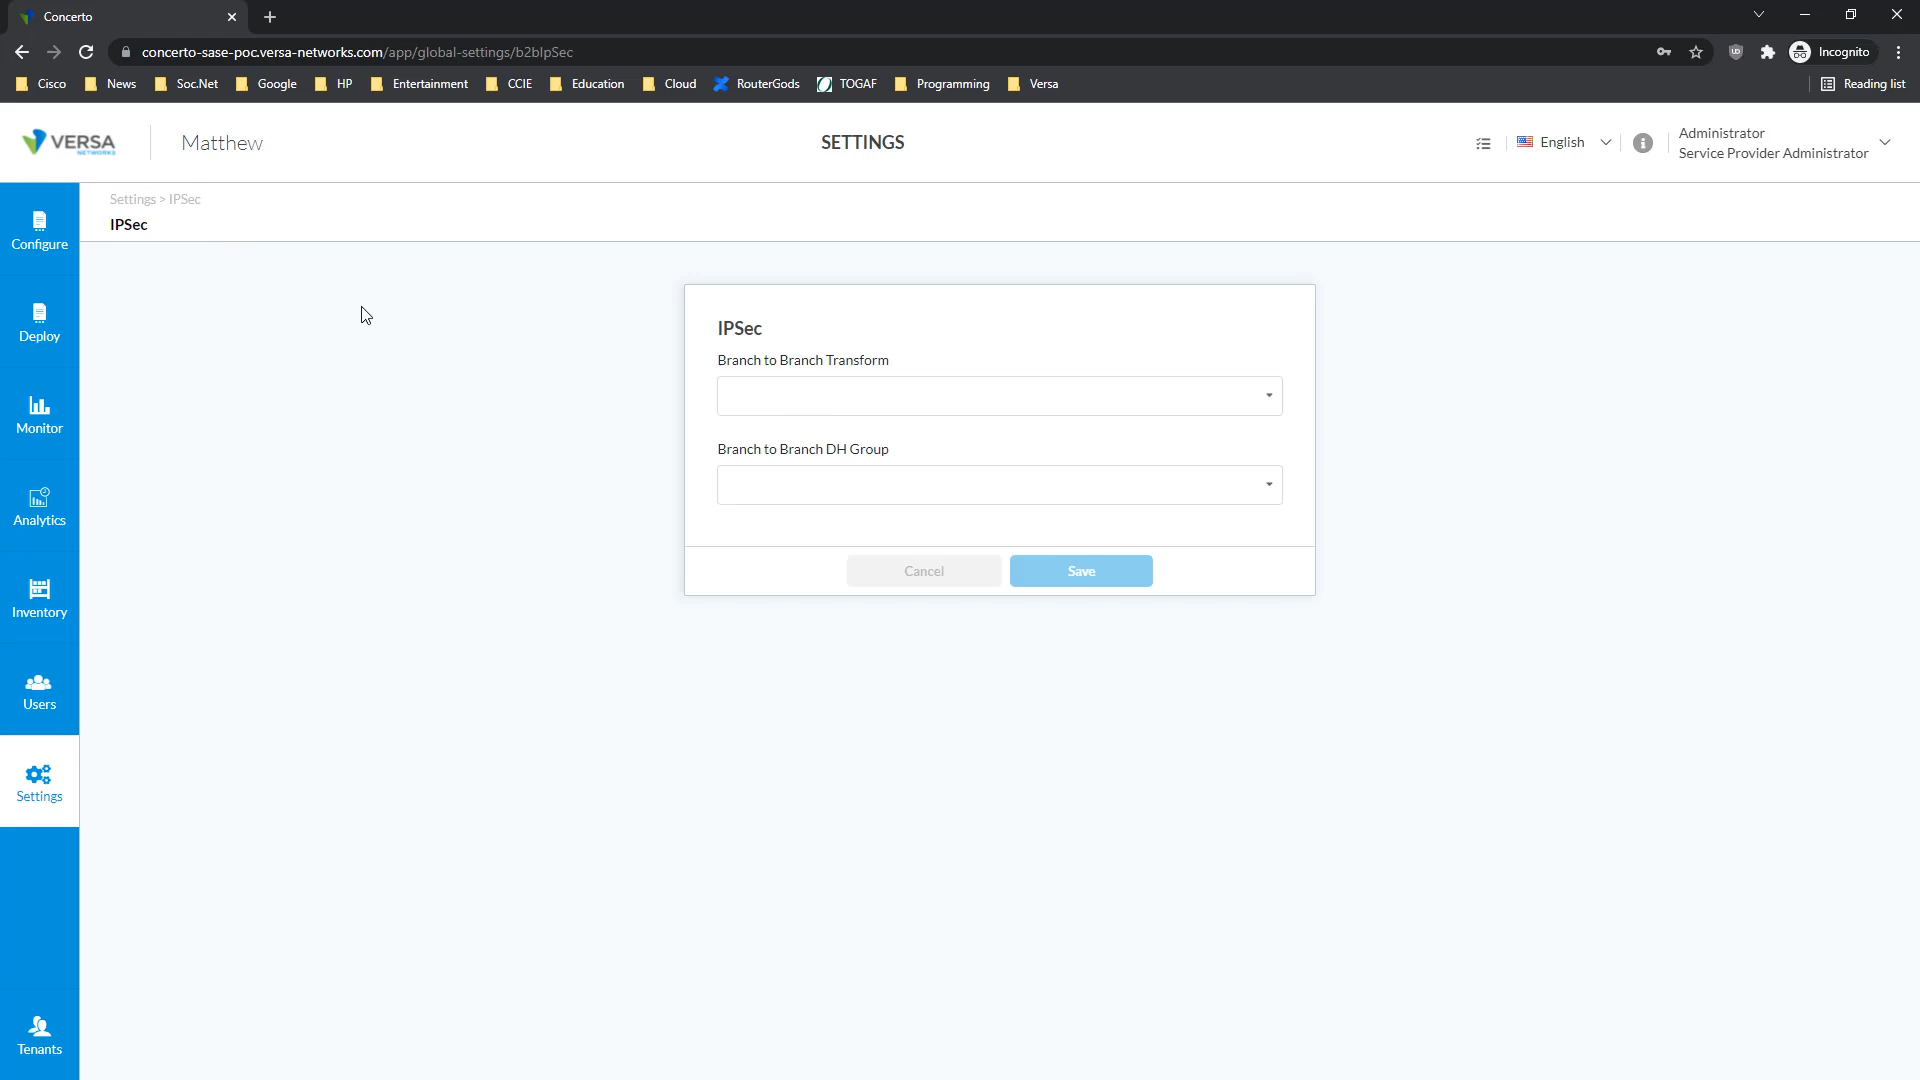 Concerto
concerto-sase-poc.versa-networks.com/app/global-settings/b2bIpSec
Incognito
Cisco News Soc.Net Google HP Entertainment CCIE Education Cloud RouterGods TOGAF Programming Versa Reading list
VERSA
NETWORKS
Matthew
SETTINGS
English
Administrator
Service Provider Administrator
Settings > IPSec
IPSec
Configure
Deploy
Monitor
Analytics
Inventory
Users
Settings
Tenants
IPSec
Branch to Branch Transform
Branch to Branch DH Group
Cancel Save